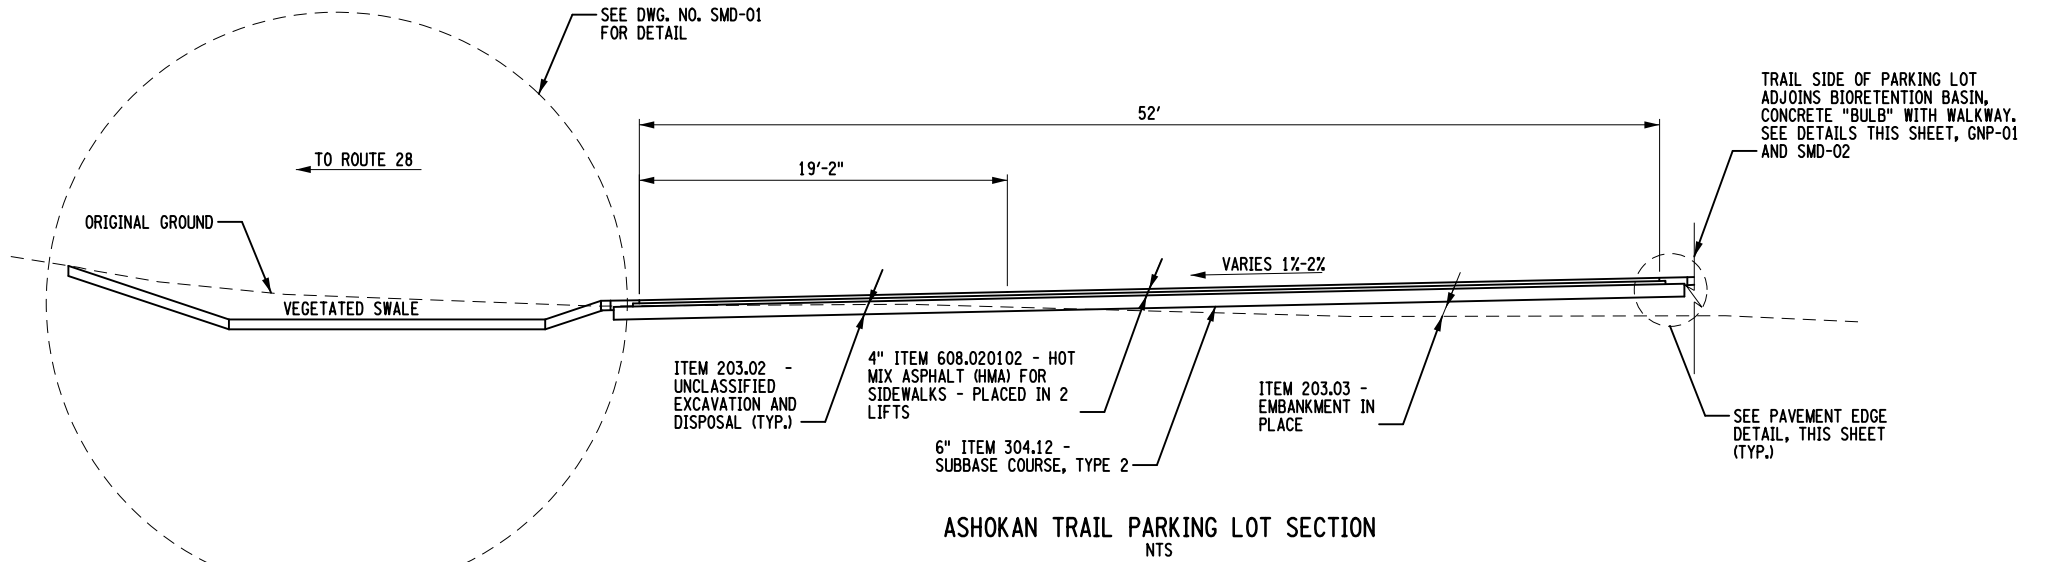 SEE DWG. NO. SMD-01
FOR DETAIL
TRAIL SIDE OF PARKING LOT
ADJOINS BIORETENTION BASIN,
CONCRETE "BULB" WITH WALKWAY.
SEE DETAILS THIS SHEET, GNP-01
AND SMD-02
52'
TO ROUTE 28
19'-2"
ORIGINAL GROUND
VARIES 1%-2%
VEGETATED SWALE
ITEM 203.02 -
UNCLASSIFIED
EXCAVATION AND
DISPOSAL (TYP.)
4" ITEM 608.020102 - HOT
MIX ASPHALT (HMA) FOR
SIDEWALKS - PLACED IN 2
LIFTS
6" ITEM 304.12 -
SUBBASE COURSE, TYPE 2
ITEM 203.03 -
EMBANKMENT IN
PLACE
SEE PAVEMENT EDGE
DETAIL, THIS SHEET
(TYP.)
ASHOKAN TRAIL PARKING LOT SECTION
NTS